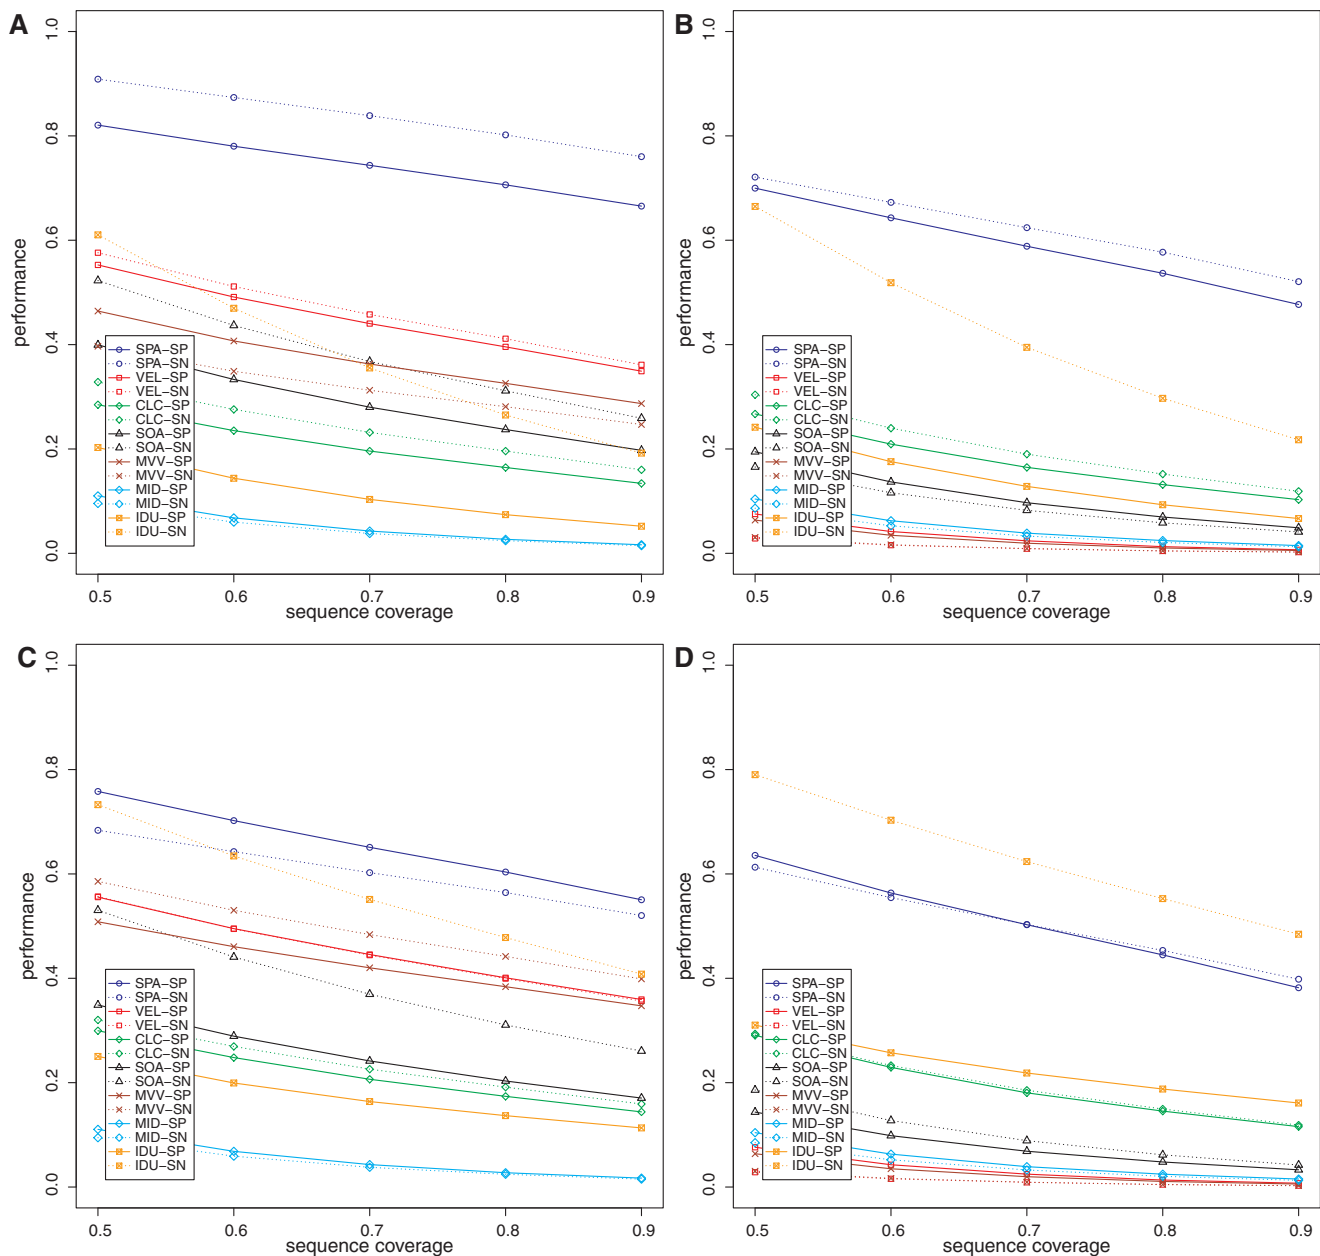 A
performance
1.0
0.8
0.6
0.4
0.2
0.0
SPA–SP
SPA–SN
VEL–SP
VEL–SN
CLC–SP
CLC–SN
SOA–SP
SOA–SN
MVV–SP
MVV–SN
MID–SP
MID–SN
IDU–SP
IDU–SN
0.5 0.6 0.7 0.8 0.9
sequence coverage
B
performance
1.0
0.8
0.6
0.4
0.2
0.0
SPA–SP
SPA–SN
VEL–SP
VEL–SN
CLC–SP
CLC–SN
SOA–SP
SOA–SN
MVV–SP
MVV–SN
MID–SP
MID–SN
IDU–SP
IDU–SN
0.5 0.6 0.7 0.8 0.9
sequence coverage
C
performance
1.0
0.8
0.6
0.4
0.2
0.0
SPA–SP
SPA–SN
VEL–SP
VEL–SN
CLC–SP
CLC–SN
SOA–SP
SOA–SN
MVV–SP
MVV–SN
MID–SP
MID–SN
IDU–SP
IDU–SN
0.5 0.6 0.7 0.8 0.9
sequence coverage
D
performance
1.0
0.8
0.6
0.4
0.2
0.0
SPA–SP
SPA–SN
VEL–SP
VEL–SN
CLC–SP
CLC–SN
SOA–SP
SOA–SN
MVV–SP
MVV–SN
MID–SP
MID–SN
IDU–SP
IDU–SN
0.5 0.6 0.7 0.8 0.9
sequence coverage